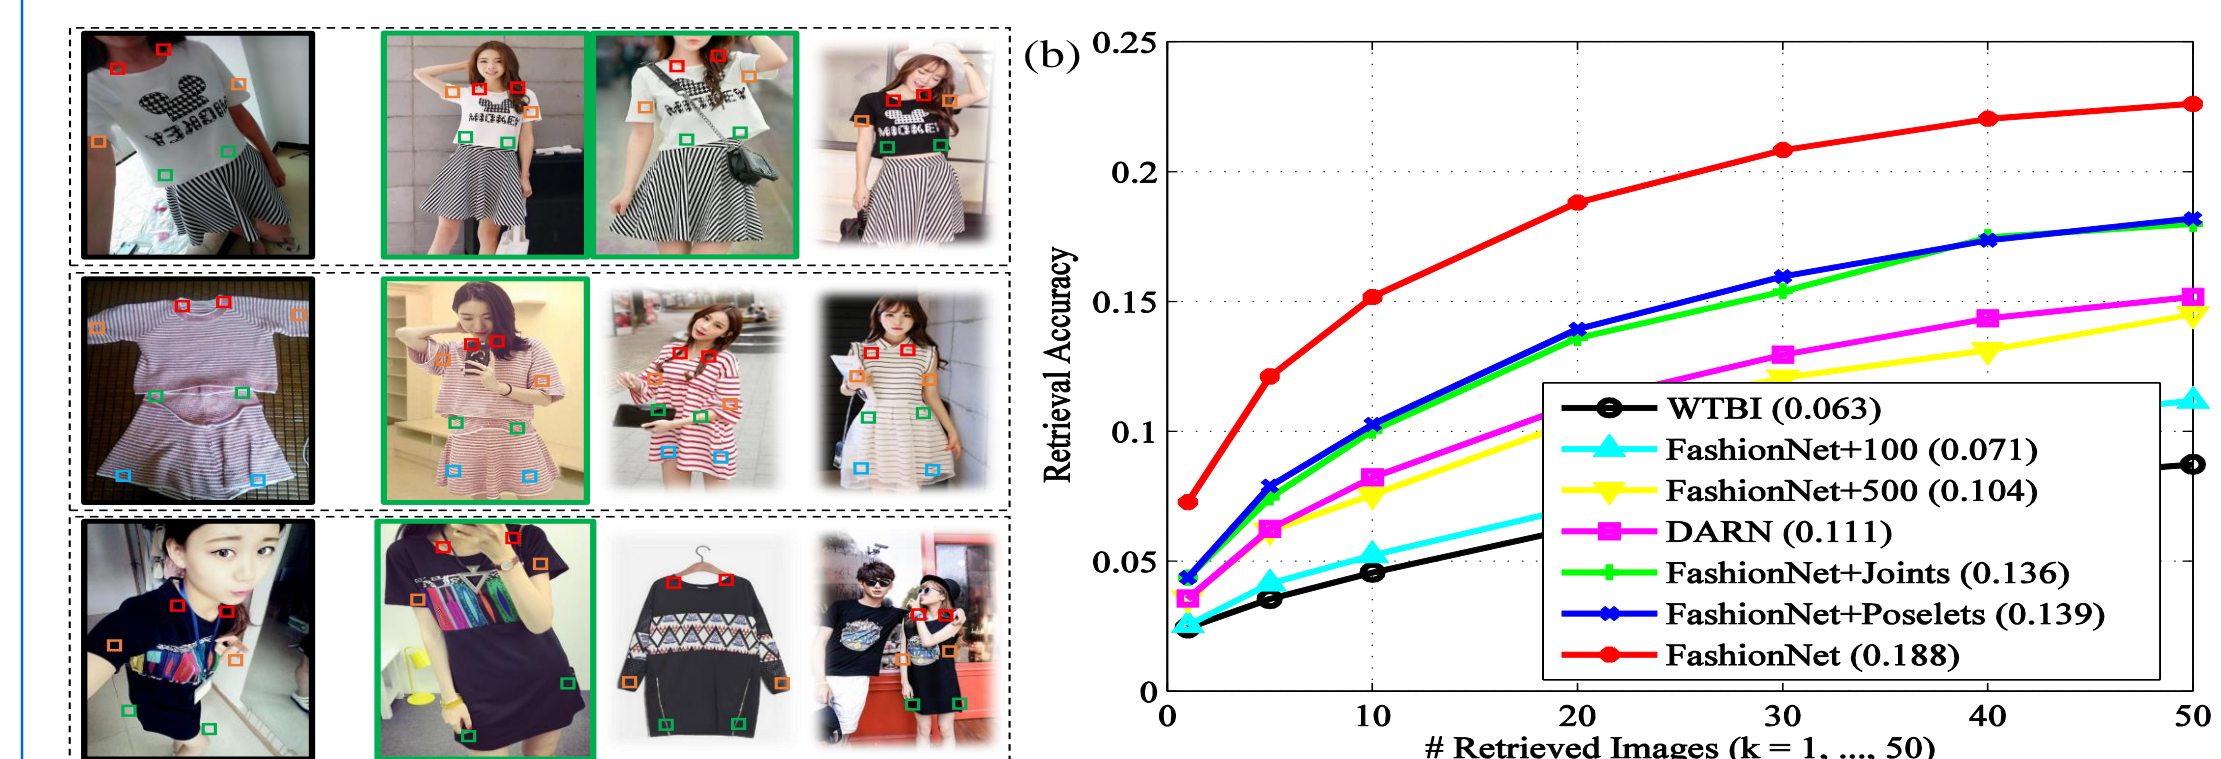 MICKEY
MICKEY
MICKEY
(b)
0.25
0.2
0.15
0.1
0.05
0
Retrieval Accuracy
WTBI (0.063)
FashionNet+100 (0.071)
FashionNet+500 (0.104)
DARN (0.111)
FashionNet+Joints (0.136)
FashionNet+Poselets (0.139)
FashionNet (0.188)
0 10 20 30 40 50
# Retrieved Images (k = 1, ..., 50)